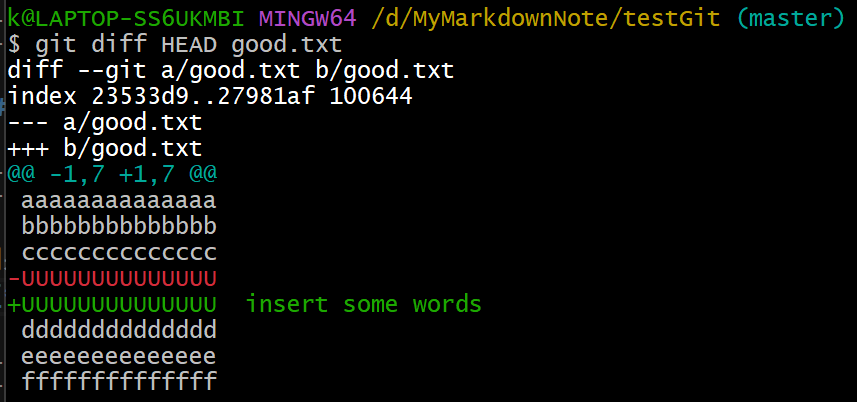 k@LAPTOP-SS6UKMBI MINGW64 /d/MyMarkdownNote/testGit (master)
$ git diff HEAD good.txt
diff --git a/good.txt b/good.txt
index 23533d9..27981af 100644
--- a/good.txt
+++ b/good.txt
@@ -1,7 +1,7 @@
 aaaaaaaaaaaaaa
 bbbbbbbbbbbbbb
 cccccccccccccc
-UUUUUUUUUUUUUU
+UUUUUUUUUUUUUU  insert some words
 dddddddddddddd
 eeeeeeeeeeeeee
 ffffffffffffff